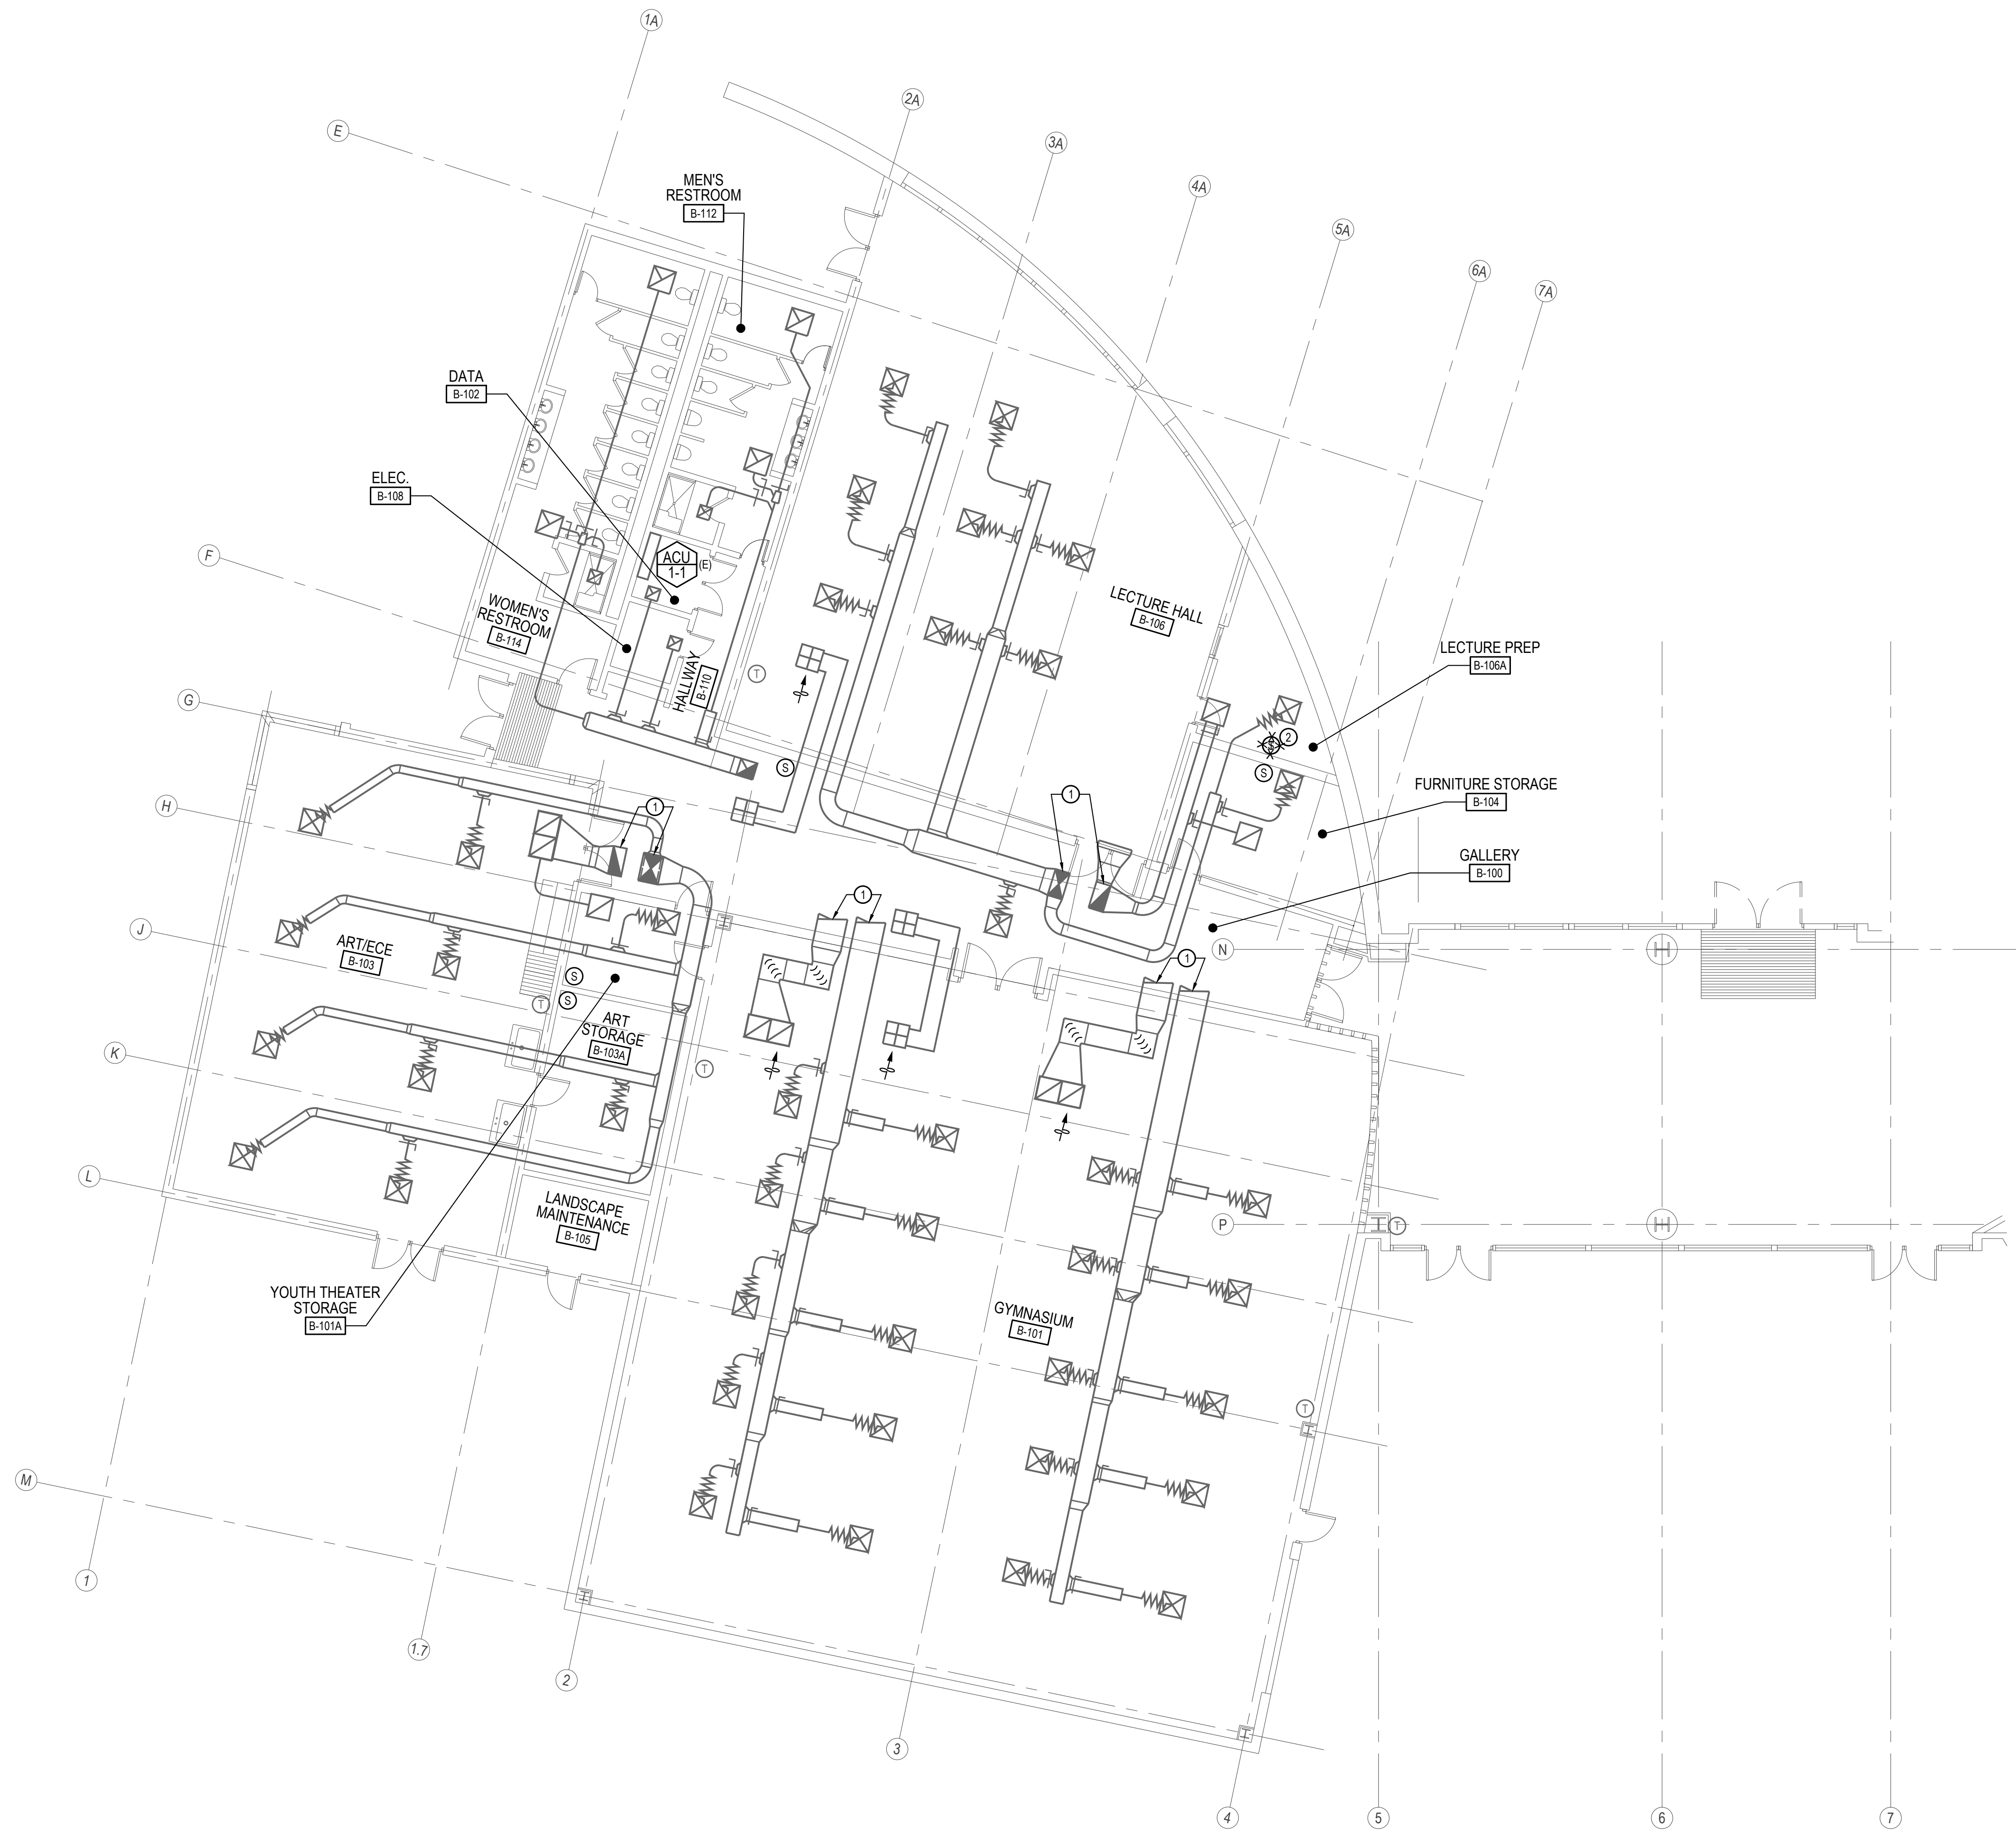 1A
2A
3A
4A
5A
6A
7A
E
MEN'S
RESTROOM
B-112
DATA
B-102
ELEC.
B-108
F
ACU
1-1
(E)
WOMEN'S
RESTROOM
B-114
HALLWAY
B-110
T
LECTURE HALL
B-106
LECTURE PREP
B-106A
G
S
S
2
S
FURNITURE STORAGE
B-104
H
1
1
GALLERY
B-100
1
J
ART/ECE
B-103
S
S
T
ART
STORAGE
B-103A
N
1
K
T
L
LANDSCAPE
MAINTENANCE
B-105
P
T
YOUTH THEATER
STORAGE
B-101A
GYMNASIUM
B-101
T
M
1
1.7
2
3
4
5
6
7